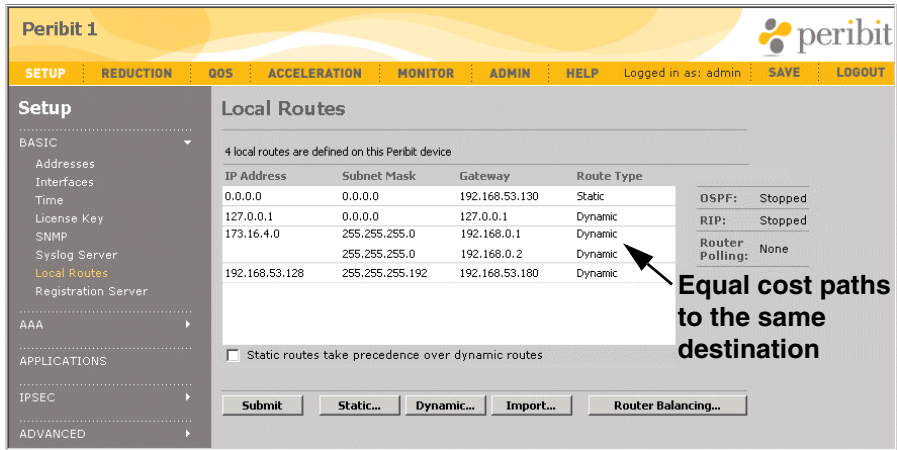 Peribit 1
peribit
SETUP REDUCTION QOS ACCELERATION MONITOR ADMIN HELP Logged in as: admin SAVE LOGOUT
Setup
BASIC
Addresses
Interfaces
Time
License Key
SNMP
Syslog Server
Local Routes
Registration Server
AAA
APPLICATIONS
IPSEC
ADVANCED
Local Routes
4 local routes are defined on this Peribit device
IP Address Subnet Mask Gateway Route Type
0.0.0.0 0.0.0.0 192.168.53.130 Static
127.0.0.1 0.0.0.0 127.0.0.1 Dynamic
173.16.4.0 255.255.255.0 192.168.0.1 Dynamic
255.255.255.0 192.168.0.2 Dynamic
192.168.53.128 255.255.255.192 192.168.53.180 Dynamic
OSPF: Stopped
RIP: Stopped
Router Polling: None
Equal cost paths
to the same
destination
Static routes take precedence over dynamic routes
Submit Static... Dynamic... Import... Router Balancing...